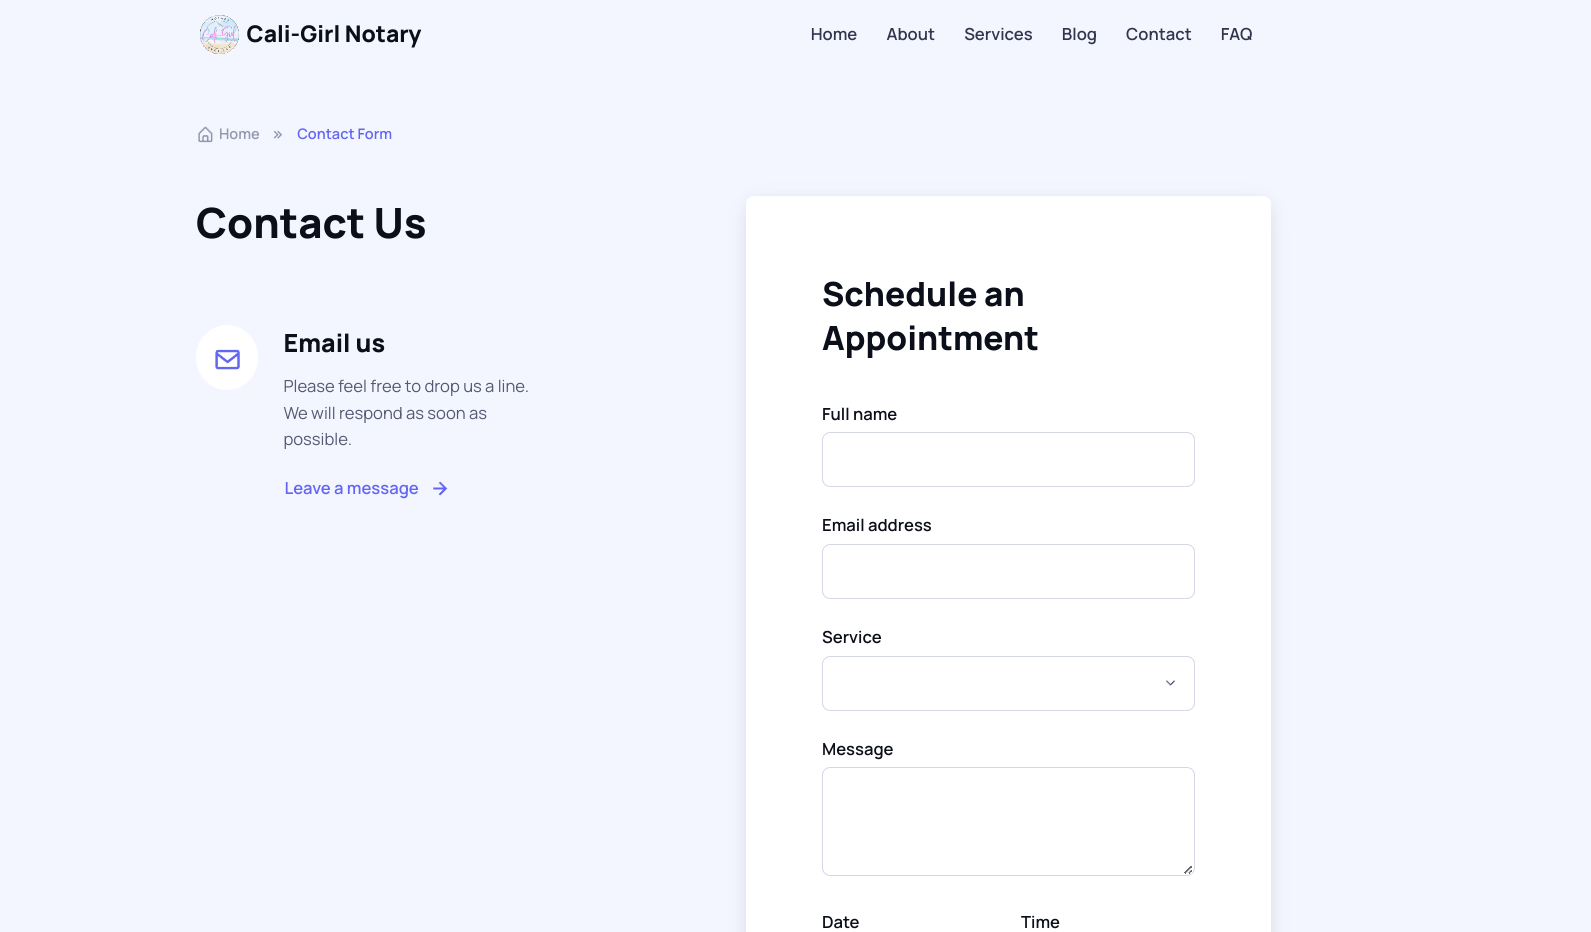 Cali-Girl Notary
Home About Services Blog Contact FAQ
Home » Contact Form
Contact Us
Email us
Please feel free to drop us a line.
We will respond as soon as
possible.
Leave a message →
Schedule an
Appointment
Full name
Email address
Service
Message
Date Time